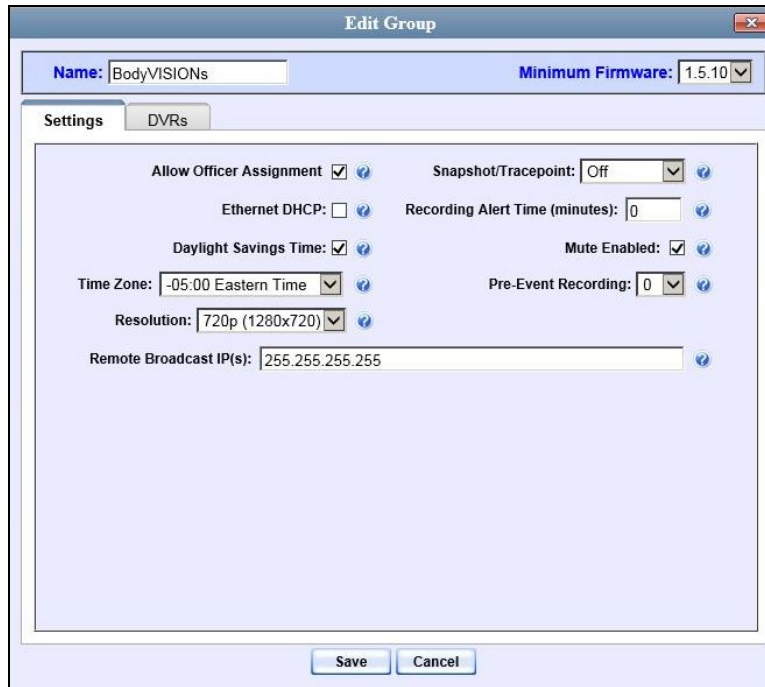 Edit Group
Name: BodyVISIONs Minimum Firmware: 1.5.10
Settings DVRs
Allow Officer Assignment Snapshot/Tracepoint: Off
Ethernet DHCP: Recording Alert Time (minutes): 0
Daylight Savings Time: Mute Enabled:
Time Zone: -05:00 Eastern Time Pre-Event Recording: 0
Resolution: 720p (1280x720)
Remote Broadcast IP(s): 255.255.255.255
Save Cancel